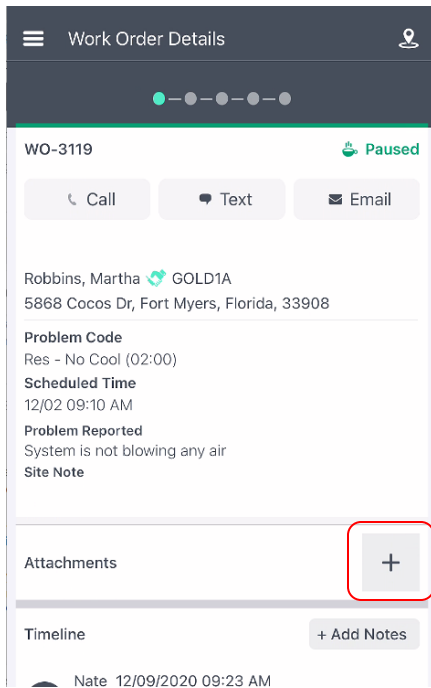 Work Order Details
WO-3119 Paused
Call Text Email
Robbins, Martha GOLD1A
5868 Cocos Dr, Fort Myers, Florida, 33908
Problem Code
Res - No Cool (02:00)
Scheduled Time
12/02 09:10 AM
Problem Reported
System is not blowing any air
Site Note
Attachments +
Timeline + Add Notes
Nate 12/09/2020 09:23 AM